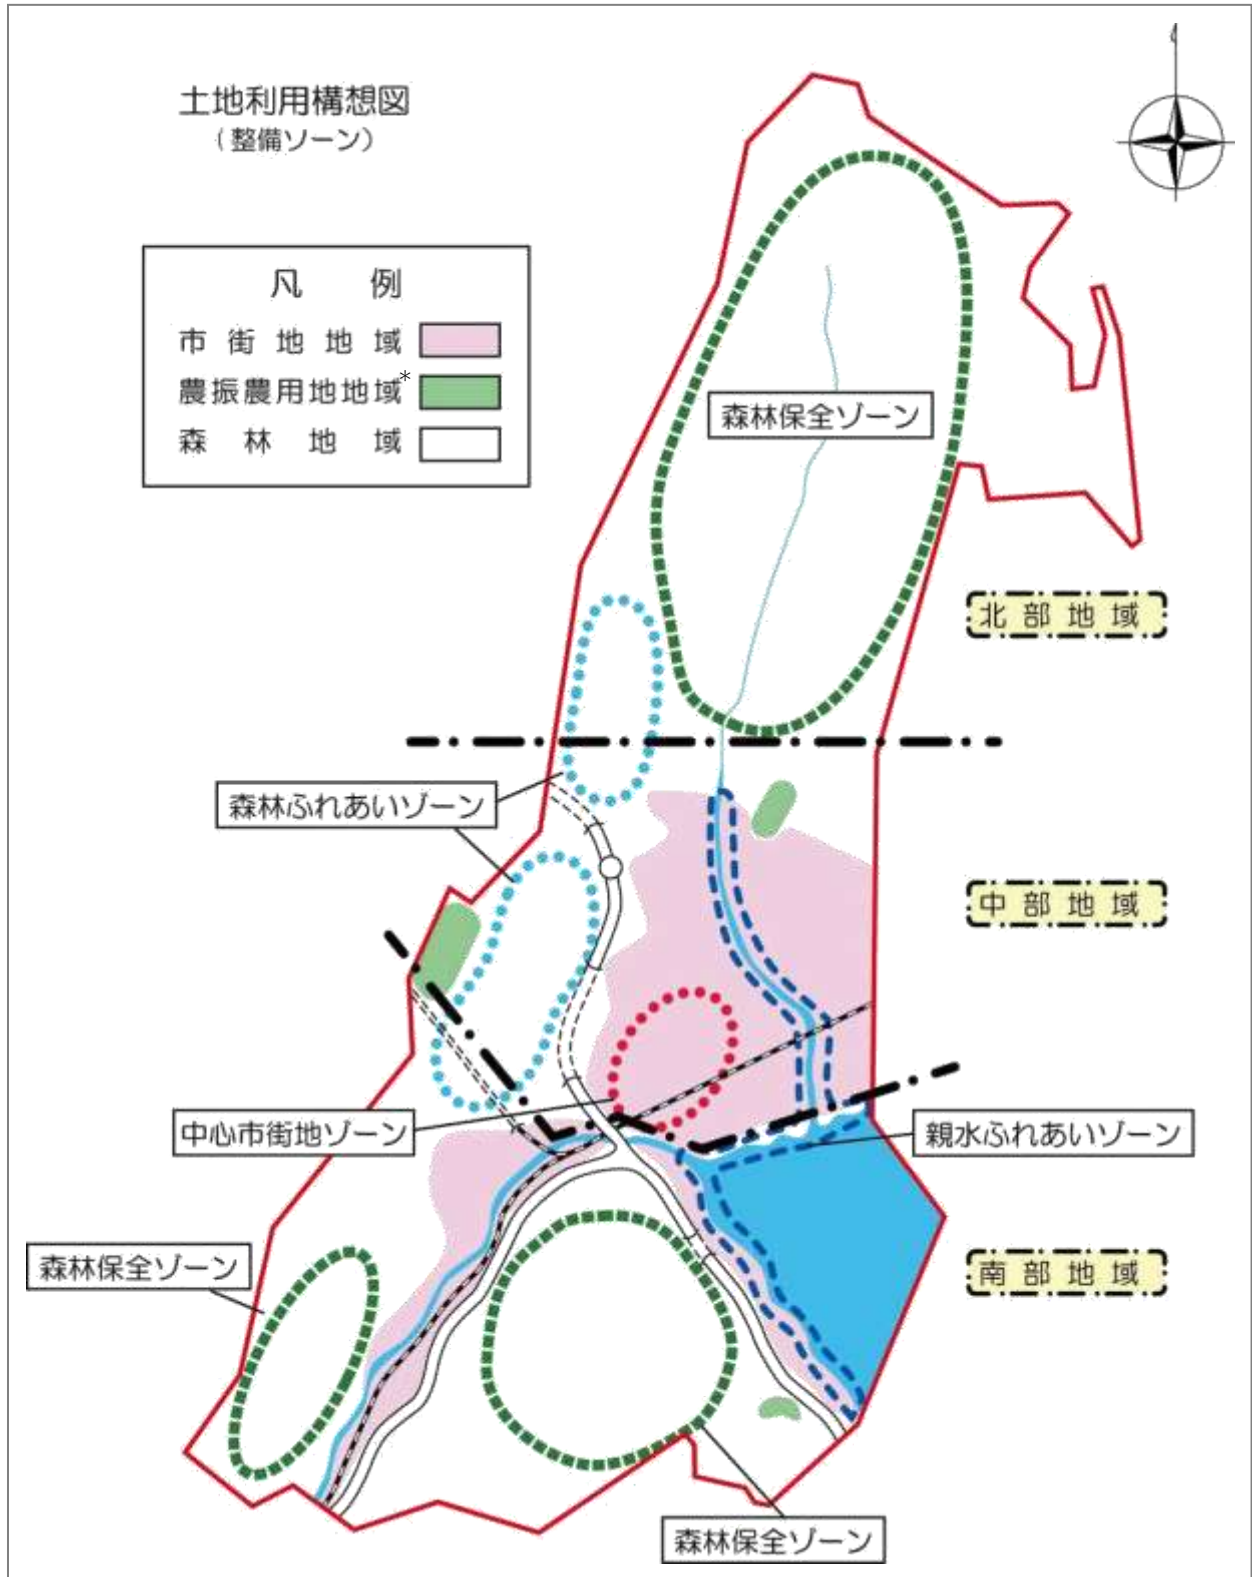 土地利用構想図
（整備ゾーン）
凡 例
市街地地域
農振農用地地域*
森林地域
森林保全ゾーン
北部地域
森林ふれあいゾーン
中部地域
中心市街地ゾーン
親水ふれあいゾーン
森林保全ゾーン
南部地域
森林保全ゾーン